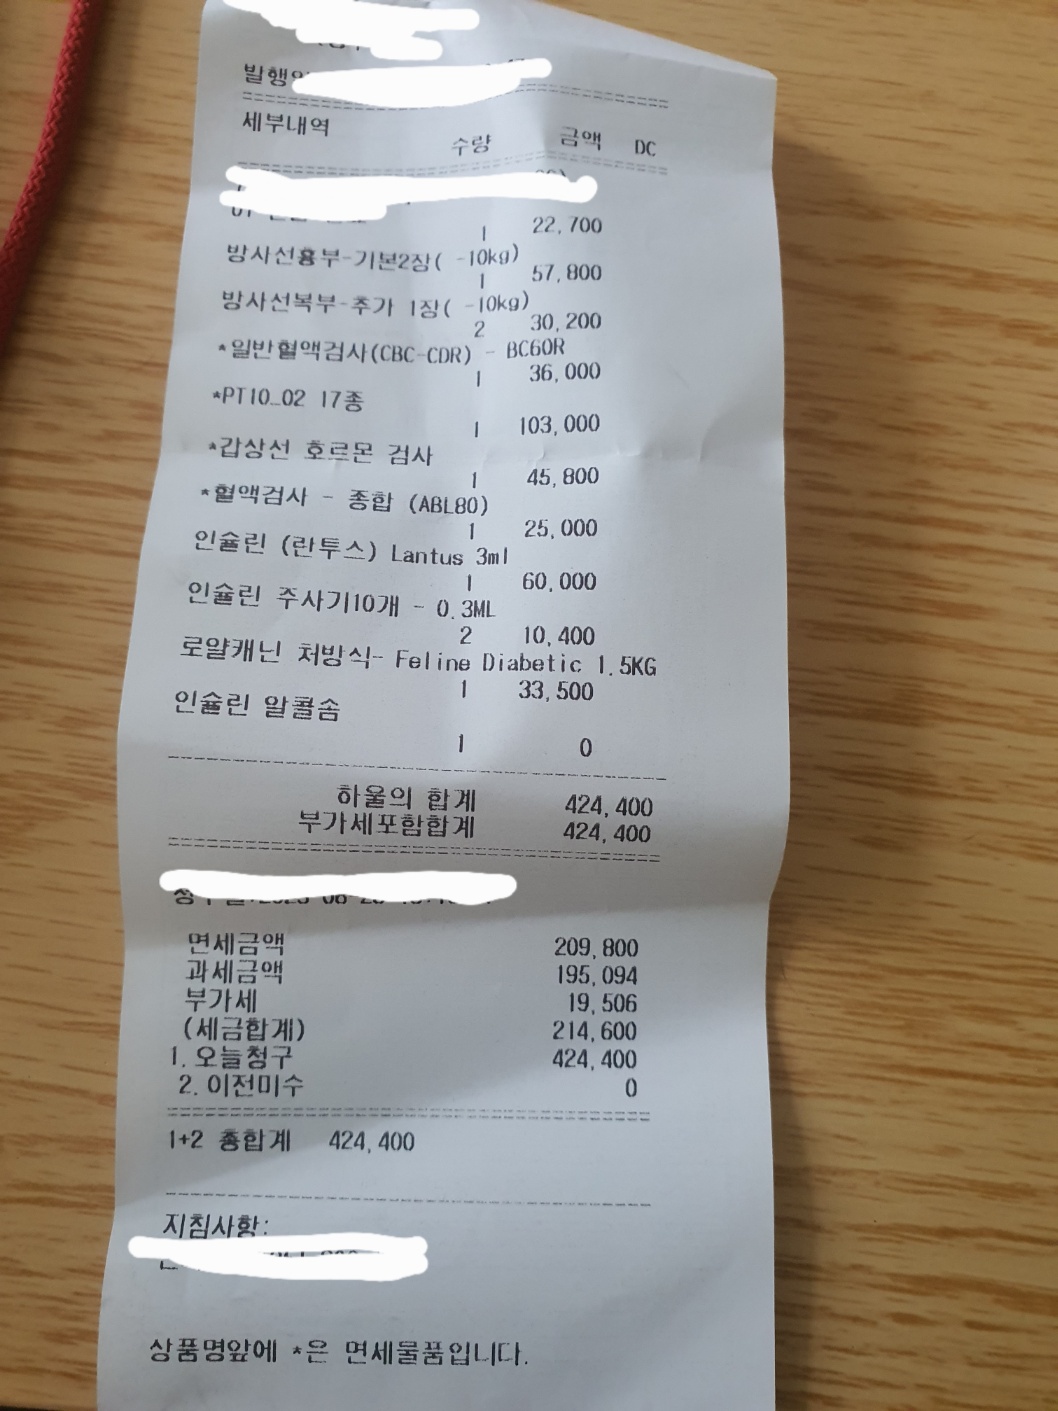 세부내역 수량 금액 DC
1 22,700
방사선흉부-기본2장( -10kg)
1 57,800
방사선복부-추가 1장( -10kg)
2 30,200
*일반혈액검사(CBC-CDR) - BC60R
1 36,000
*PT10_02 17종
1 103,000
*갑상선 호르몬 검사
1 45,800
*혈액검사 - 종합 (ABL80)
1 25,000
인슐린 (란투스) Lantus 3ml
1 60,000
인슐린 주사기10개 - 0.3ML
2 10,400
로얄캐닌 처방식- Feline Diabetic 1.5KG
1 33,500
인슐린 알콜솜
1 0
하울의 합계 424,400
부가세포함합계 424,400
면세금액 209,800
과세금액 195,094
부가세 19,506
(세금합계) 214,600
1. 오늘청구 424,400
2. 이전미수 0
1+2 총합계 424,400
지침사항:
상품명앞에 *은 면세물품입니다.